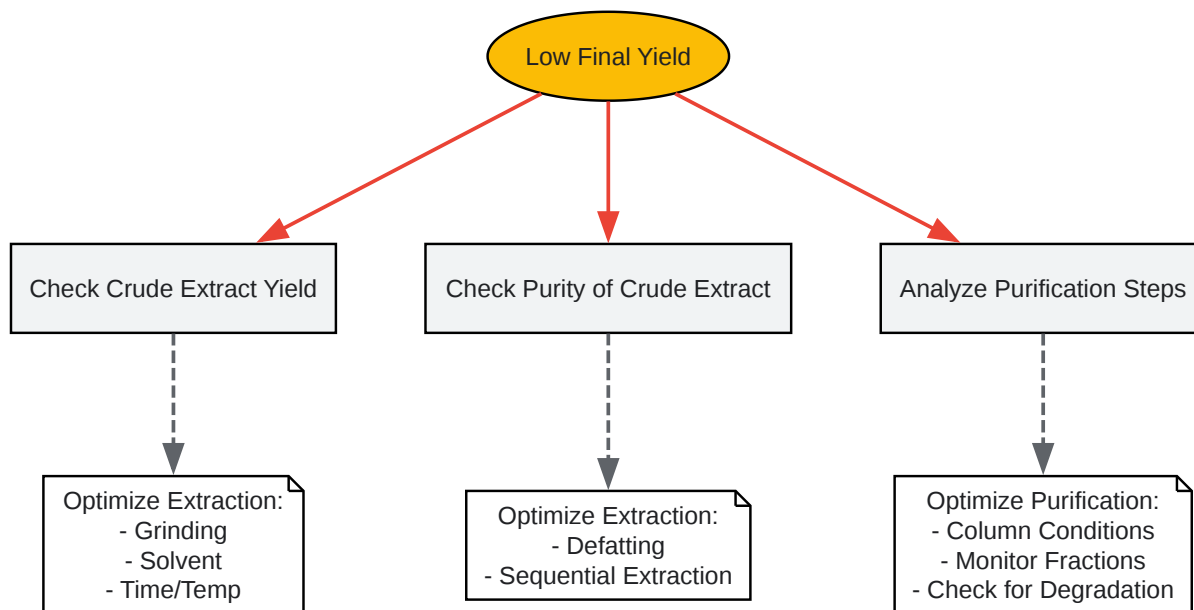 Low Final Yield
Check Crude Extract Yield
Check Purity of Crude Extract
Analyze Purification Steps
Optimize Extraction:
- Grinding
- Solvent
- Time/Temp
Optimize Extraction:
- Defatting
- Sequential Extraction
Optimize Purification:
- Column Conditions
- Monitor Fractions
- Check for Degradation